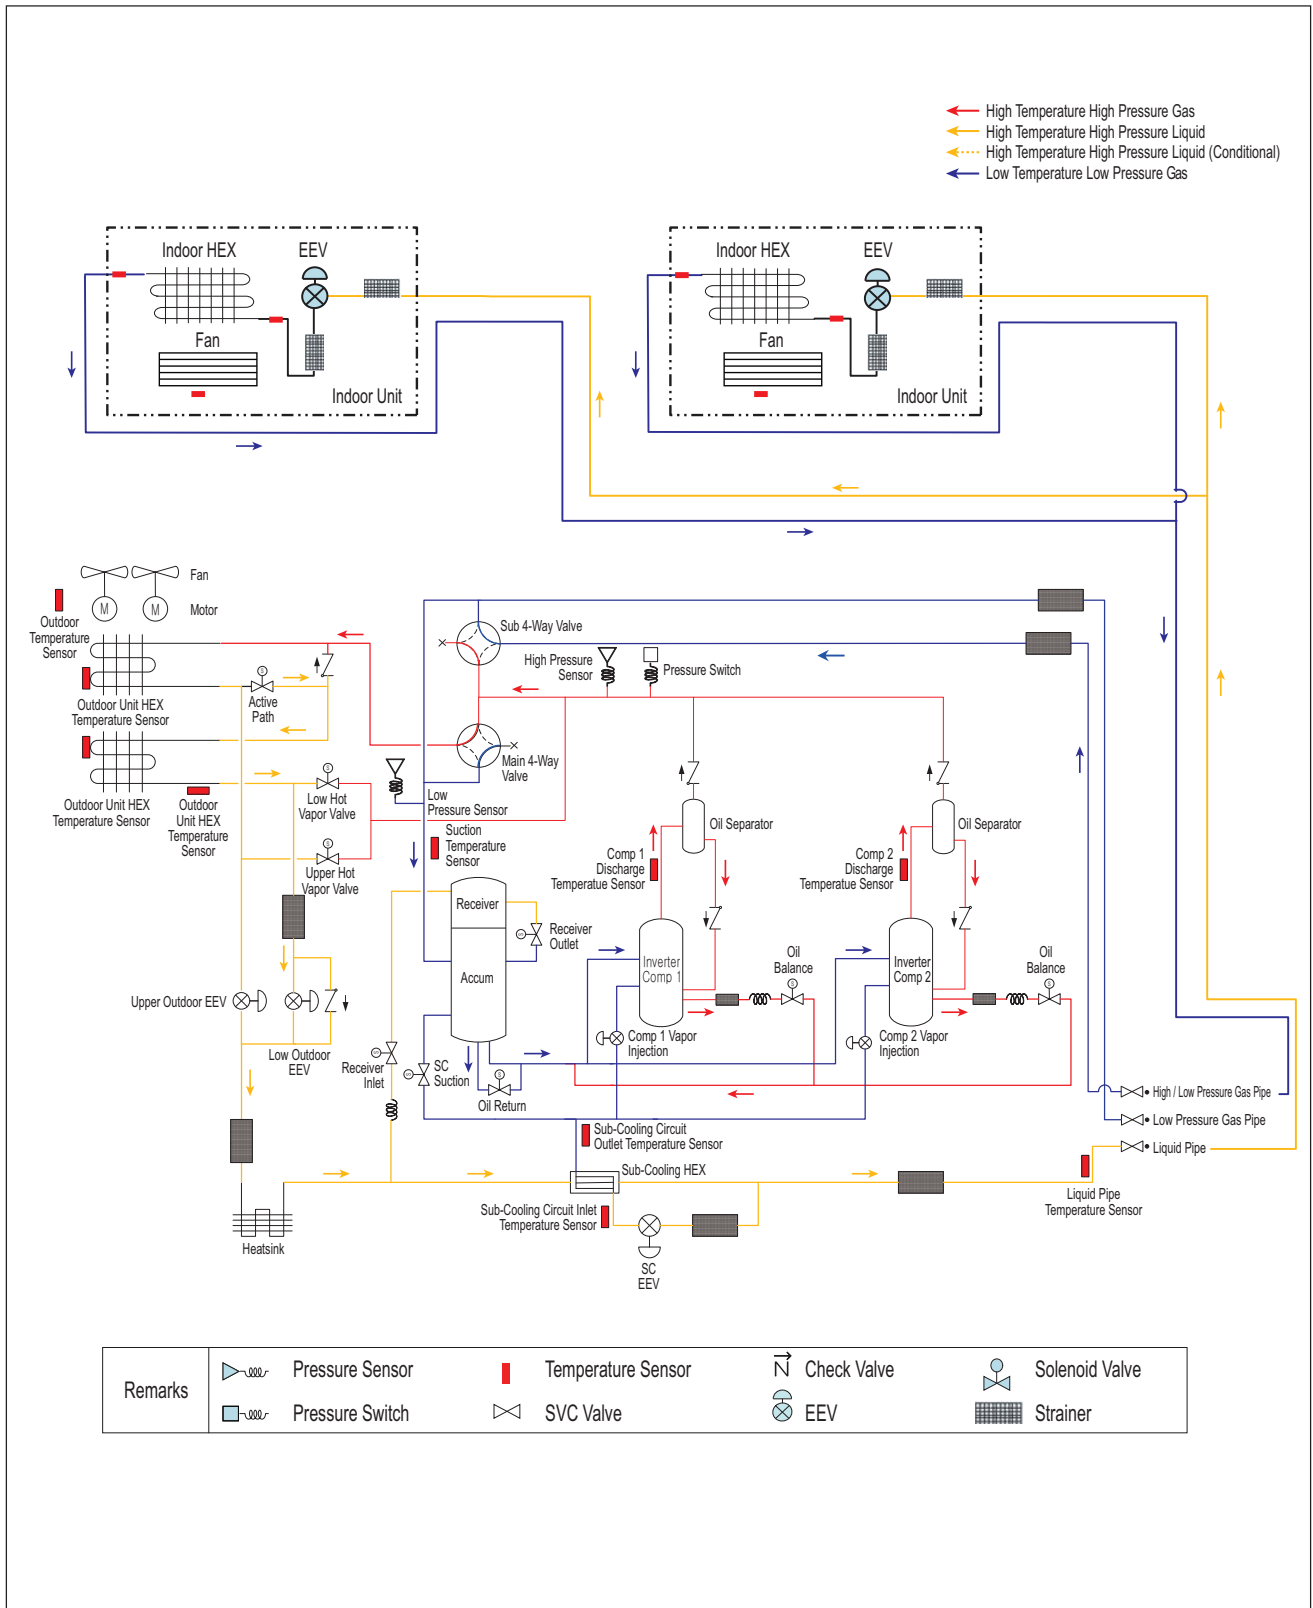 High Temperature High Pressure Gas
High Temperature High Pressure Liquid
High Temperature High Pressure Liquid (Conditional)
Low Temperature Low Pressure Gas
Indoor HEX
EEV
Fan
Indoor Unit
Indoor HEX
EEV
Fan
Indoor Unit
Fan
M
M
Motor
Outdoor
Temperature
Sensor
Sub 4-Way Valve
High Pressure
Sensor
Pressure Switch
S
Active
Path
Outdoor Unit HEX
Temperature Sensor
Main 4-Way
Valve
S
Low Hot
Vapor Valve
Outdoor Unit HEX
Temperature Sensor
Outdoor
Unit HEX
Temperature
Sensor
Low
Pressure Sensor
Suction
Temperature
Sensor
S
Upper Hot
Vapor Valve
Oil Separator
Oil Separator
Comp 1
Discharge
Temperatue Sensor
Comp 2
Discharge
Temperatue Sensor
Receiver
S
Receiver
Outlet
Accum
Inverter
Comp 1
Oil
Balance
S
Inverter
Comp 2
Oil
Balance
S
Upper Outdoor EEV
Low Outdoor
EEV
Comp 1 Vapor
Injection
Comp 2 Vapor
Injection
S
Receiver
Inlet
S
SC
Suction
S
Oil Return
High / Low Pressure Gas Pipe
Low Pressure Gas Pipe
Liquid Pipe
Sub-Cooling Circuit
Outlet Temperature Sensor
Sub-Cooling HEX
Liquid Pipe
Temperature Sensor
Sub-Cooling Circuit Inlet
Temperature Sensor
Heatsink
SC
EEV
Remarks
Pressure Sensor
Temperature Sensor
Check Valve
Solenoid Valve
Pressure Switch
SVC Valve
EEV
Strainer